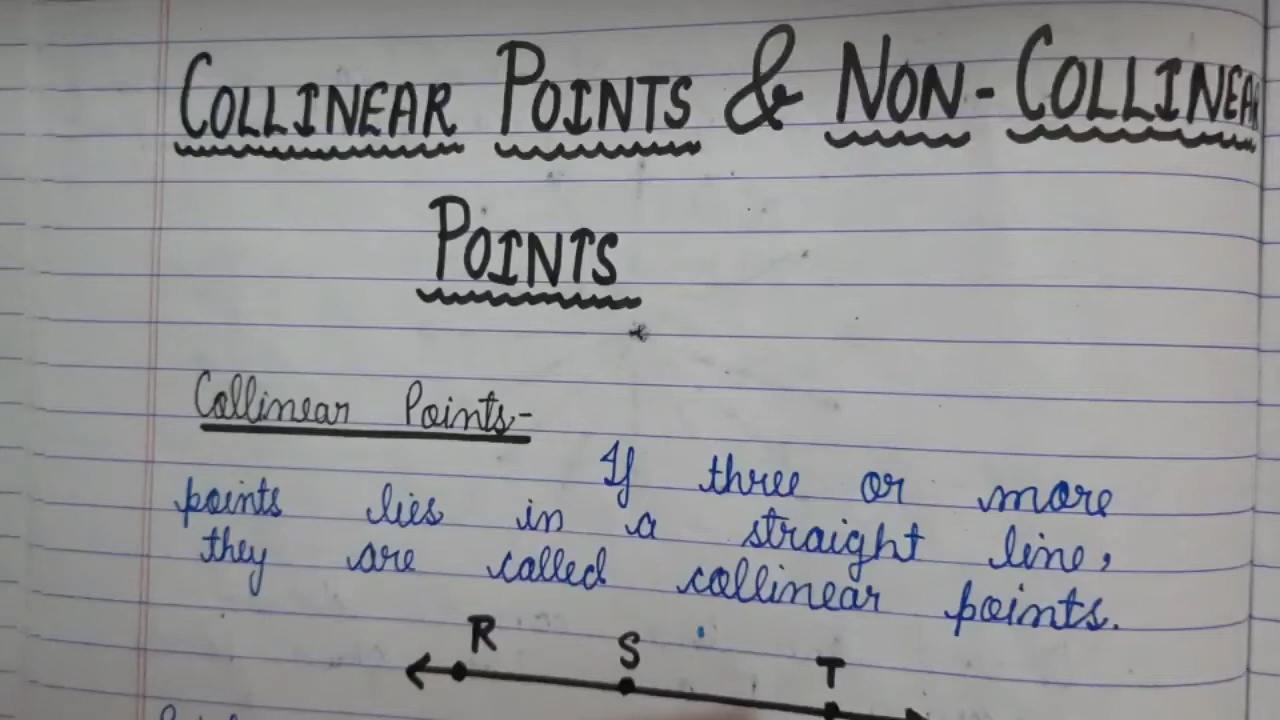 COLLINEAR POINTS & NON-COLLINEAR
POINTS
Collinear Points-
If three or more
points lies in a straight line,
they are called collinear points.
R S T